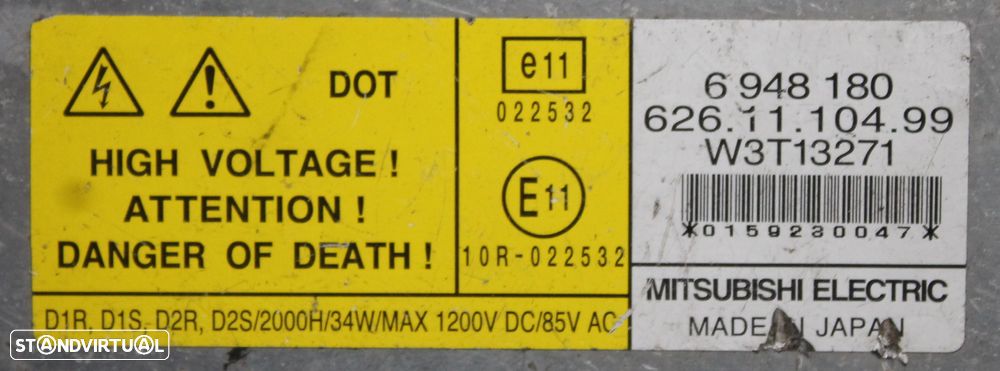 DOT
HIGH VOLTAGE !
ATTENTION !
DANGER OF DEATH !
D1R, D1S, D2R, D2S/2000H/34W/MAX 1200V DC/85V AC
e11
022532
E11
10R-022532
6 948 180
626.11.104.99
W3T13271
*0159230047*
MITSUBISHI ELECTRIC
MADE IN JAPAN
STANDVIRTUAL